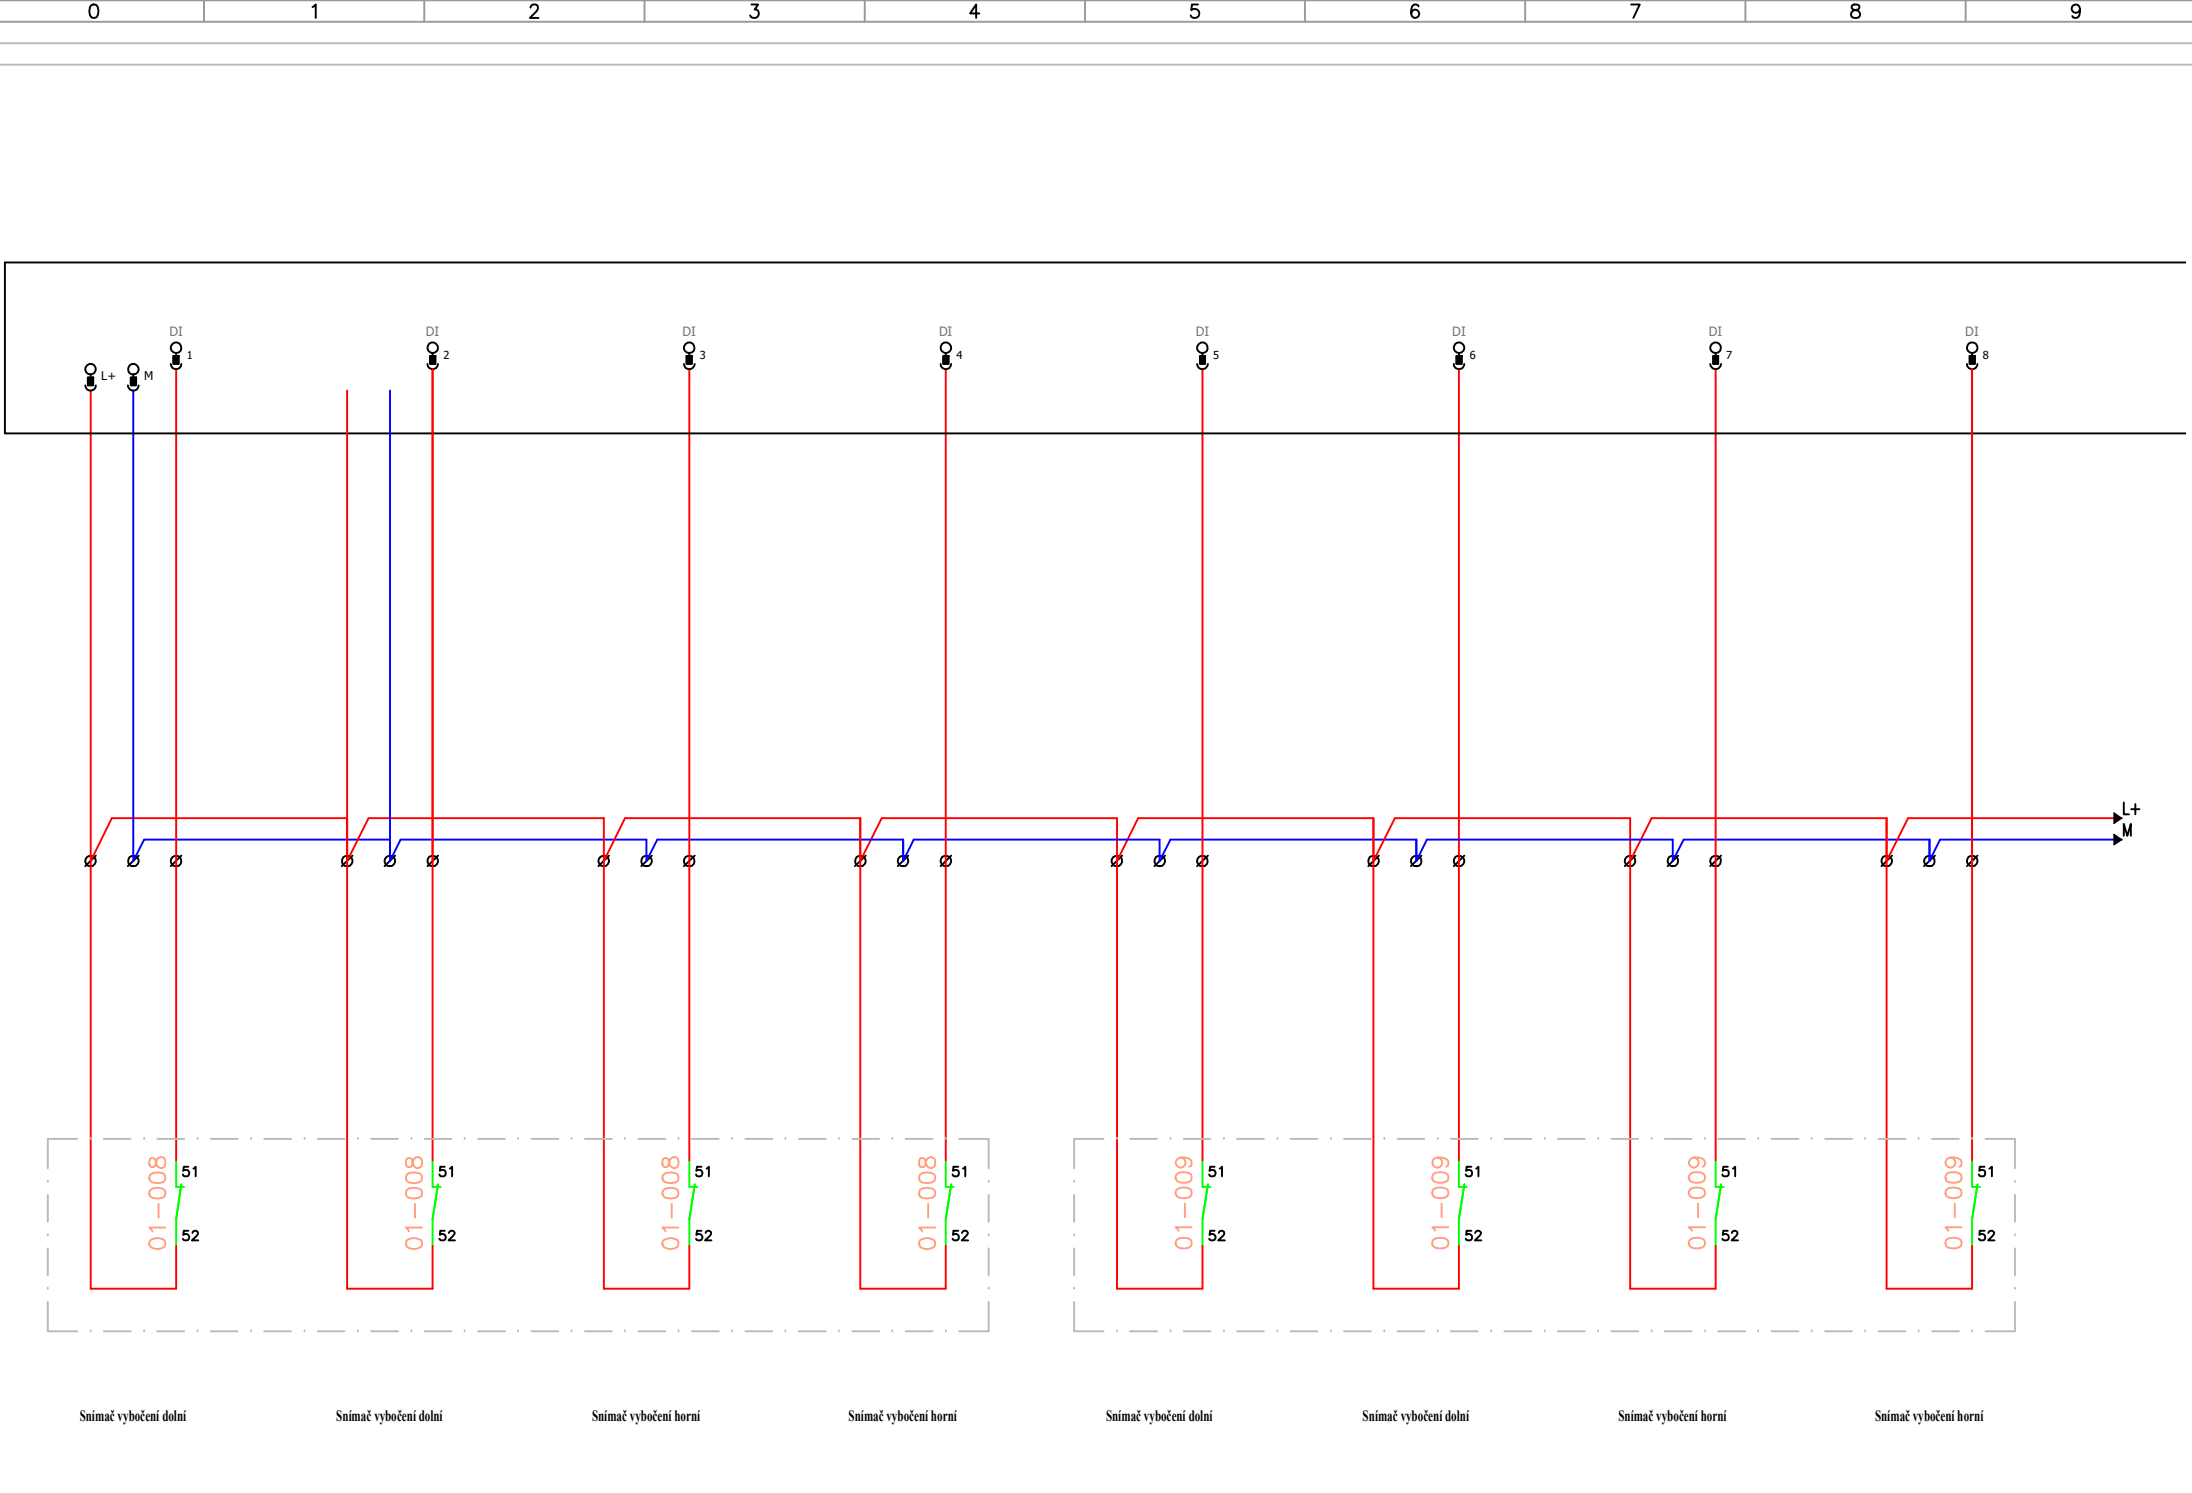 0 1 2 3 4 5 6 7 8 9
DI DI DI DI DI DI DI DI
1 2 3 4 5 6 7 8
L+ M
L+
M
51 51 51 51 51 51 51 51
01-008 01-008 01-008 01-008 01-009 01-009 01-009 01-009
52 52 52 52 52 52 52 52
Snímač vybočení dolní Snímač vybočení dolní Snímač vybočení horní Snímač vybočení horní Snímač vybočení dolní Snímač vybočení dolní Snímač vybočení horní Snímač vybočení horní